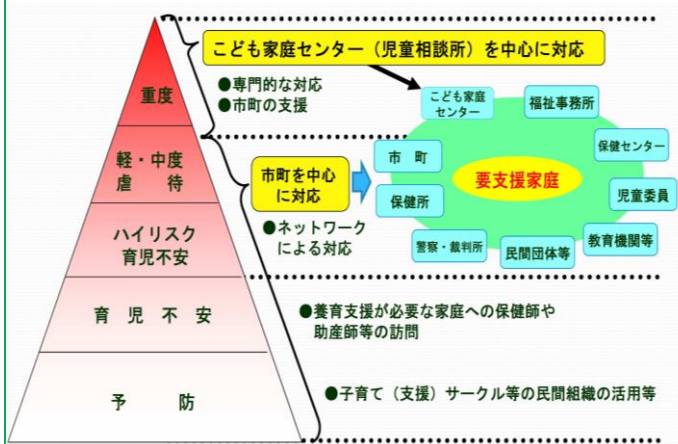 こども家庭センター（児童相談所）を中心に対応
●専門的な対応
●市町の支援
重度
軽・中度
虐　待
ハイリスク
育児不安
育　児　不　安
予　　防
市町を中心
に対応
●ネットワーク
による対応
こども家庭
センター
福祉事務所
市　町
保健センター
要支援家庭
保健所
児童委員
警察・裁判所
民間団体等
教育機関等
●養育支援が必要な家庭への保健師や
助産師等の訪問
●子育て（支援）サークル等の民間組織の活用等